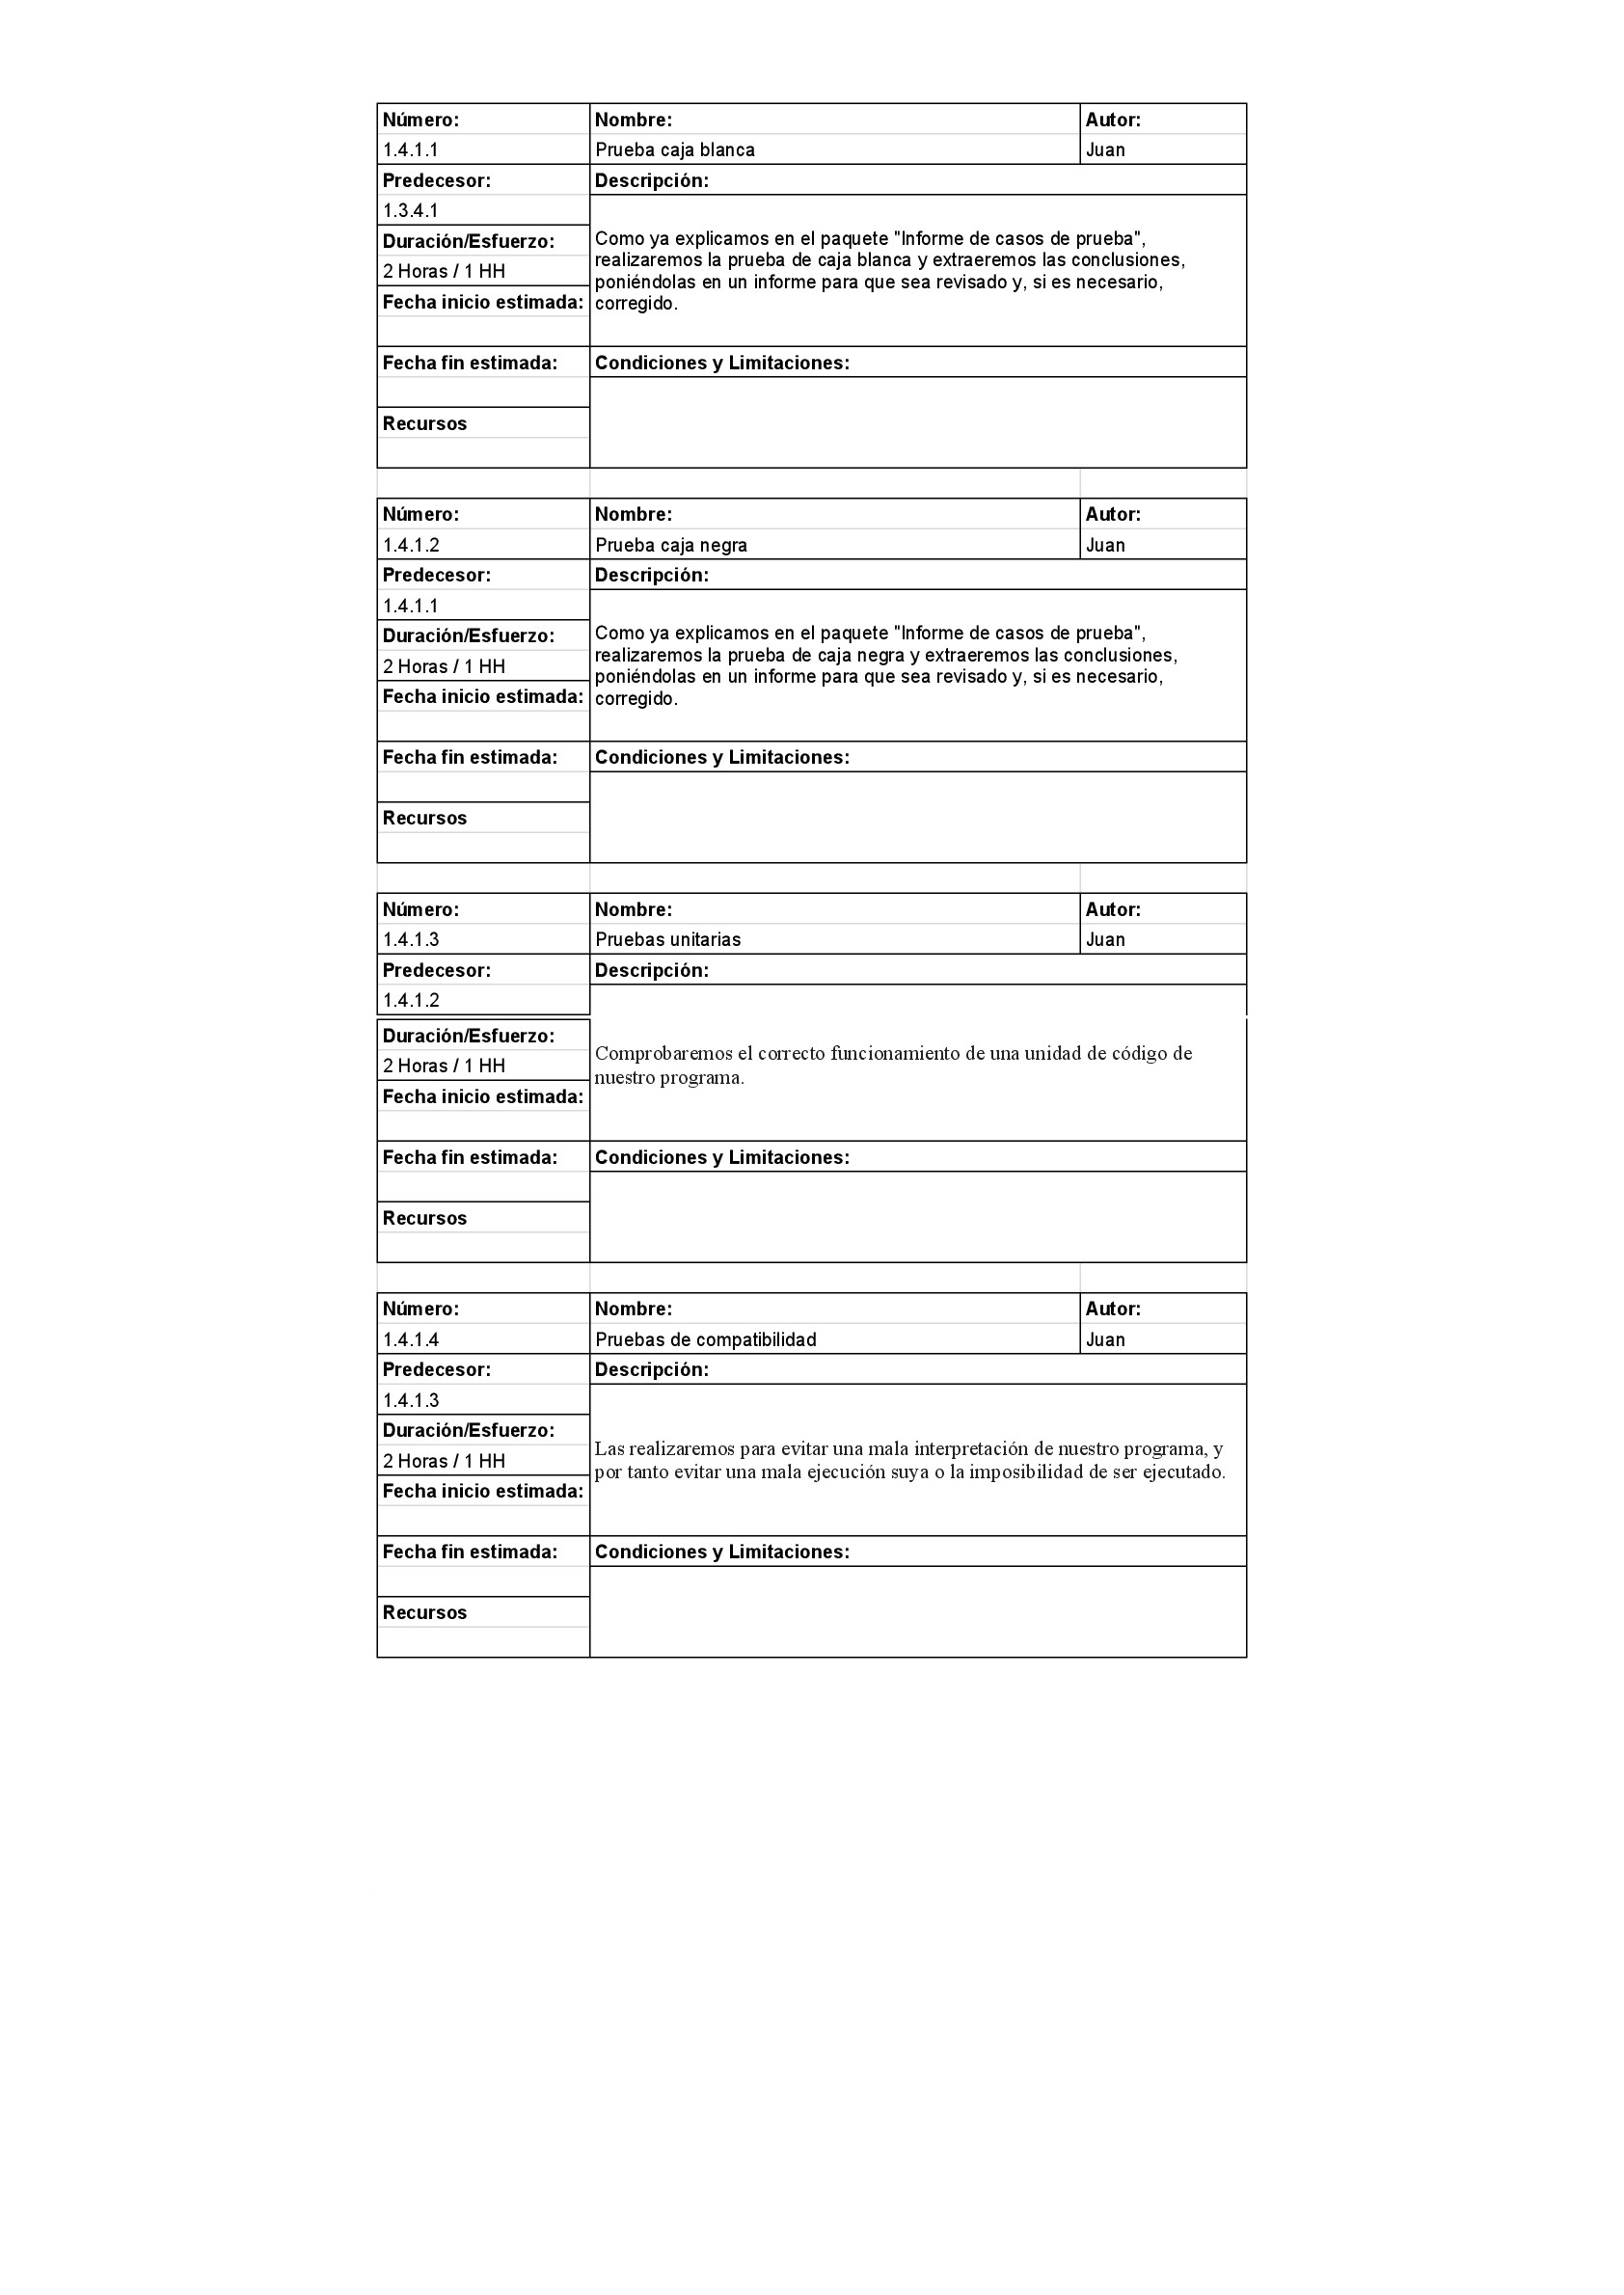 Número: Nombre: Autor:
1.4.1.1 Prueba caja blanca Juan
Predecesor: Descripción:
1.3.4.1
Duración/Esfuerzo:
2 Horas / 1 HH
Fecha inicio estimada:
Como ya explicamos en el paquete "Informe de casos de prueba",
realizaremos la prueba de caja blanca y extraeremos las conclusiones,
poniéndolas en un informe para que sea revisado y, si es necesario,
corregido.
Fecha fin estimada: Condiciones y Limitaciones:
Recursos
Número: Nombre: Autor:
1.4.1.2 Prueba caja negra Juan
Predecesor: Descripción:
1.4.1.1
Duración/Esfuerzo:
2 Horas / 1 HH
Fecha inicio estimada:
Como ya explicamos en el paquete "Informe de casos de prueba",
realizaremos la prueba de caja negra y extraeremos las conclusiones,
poniéndolas en un informe para que sea revisado y, si es necesario,
corregido.
Fecha fin estimada: Condiciones y Limitaciones:
Recursos
Número: Nombre: Autor:
1.4.1.3 Pruebas unitarias Juan
Predecesor: Descripción:
1.4.1.2
Duración/Esfuerzo:
2 Horas / 1 HH
Fecha inicio estimada:
Comprobaremos el correcto funcionamiento de una unidad de código de
nuestro programa.
Fecha fin estimada: Condiciones y Limitaciones:
Recursos
Número: Nombre: Autor:
1.4.1.4 Pruebas de compatibilidad Juan
Predecesor: Descripción:
1.4.1.3
Duración/Esfuerzo:
2 Horas / 1 HH
Fecha inicio estimada:
Las realizaremos para evitar una mala interpretación de nuestro programa, y
por tanto evitar una mala ejecución suya o la imposibilidad de ser ejecutado.
Fecha fin estimada: Condiciones y Limitaciones:
Recursos